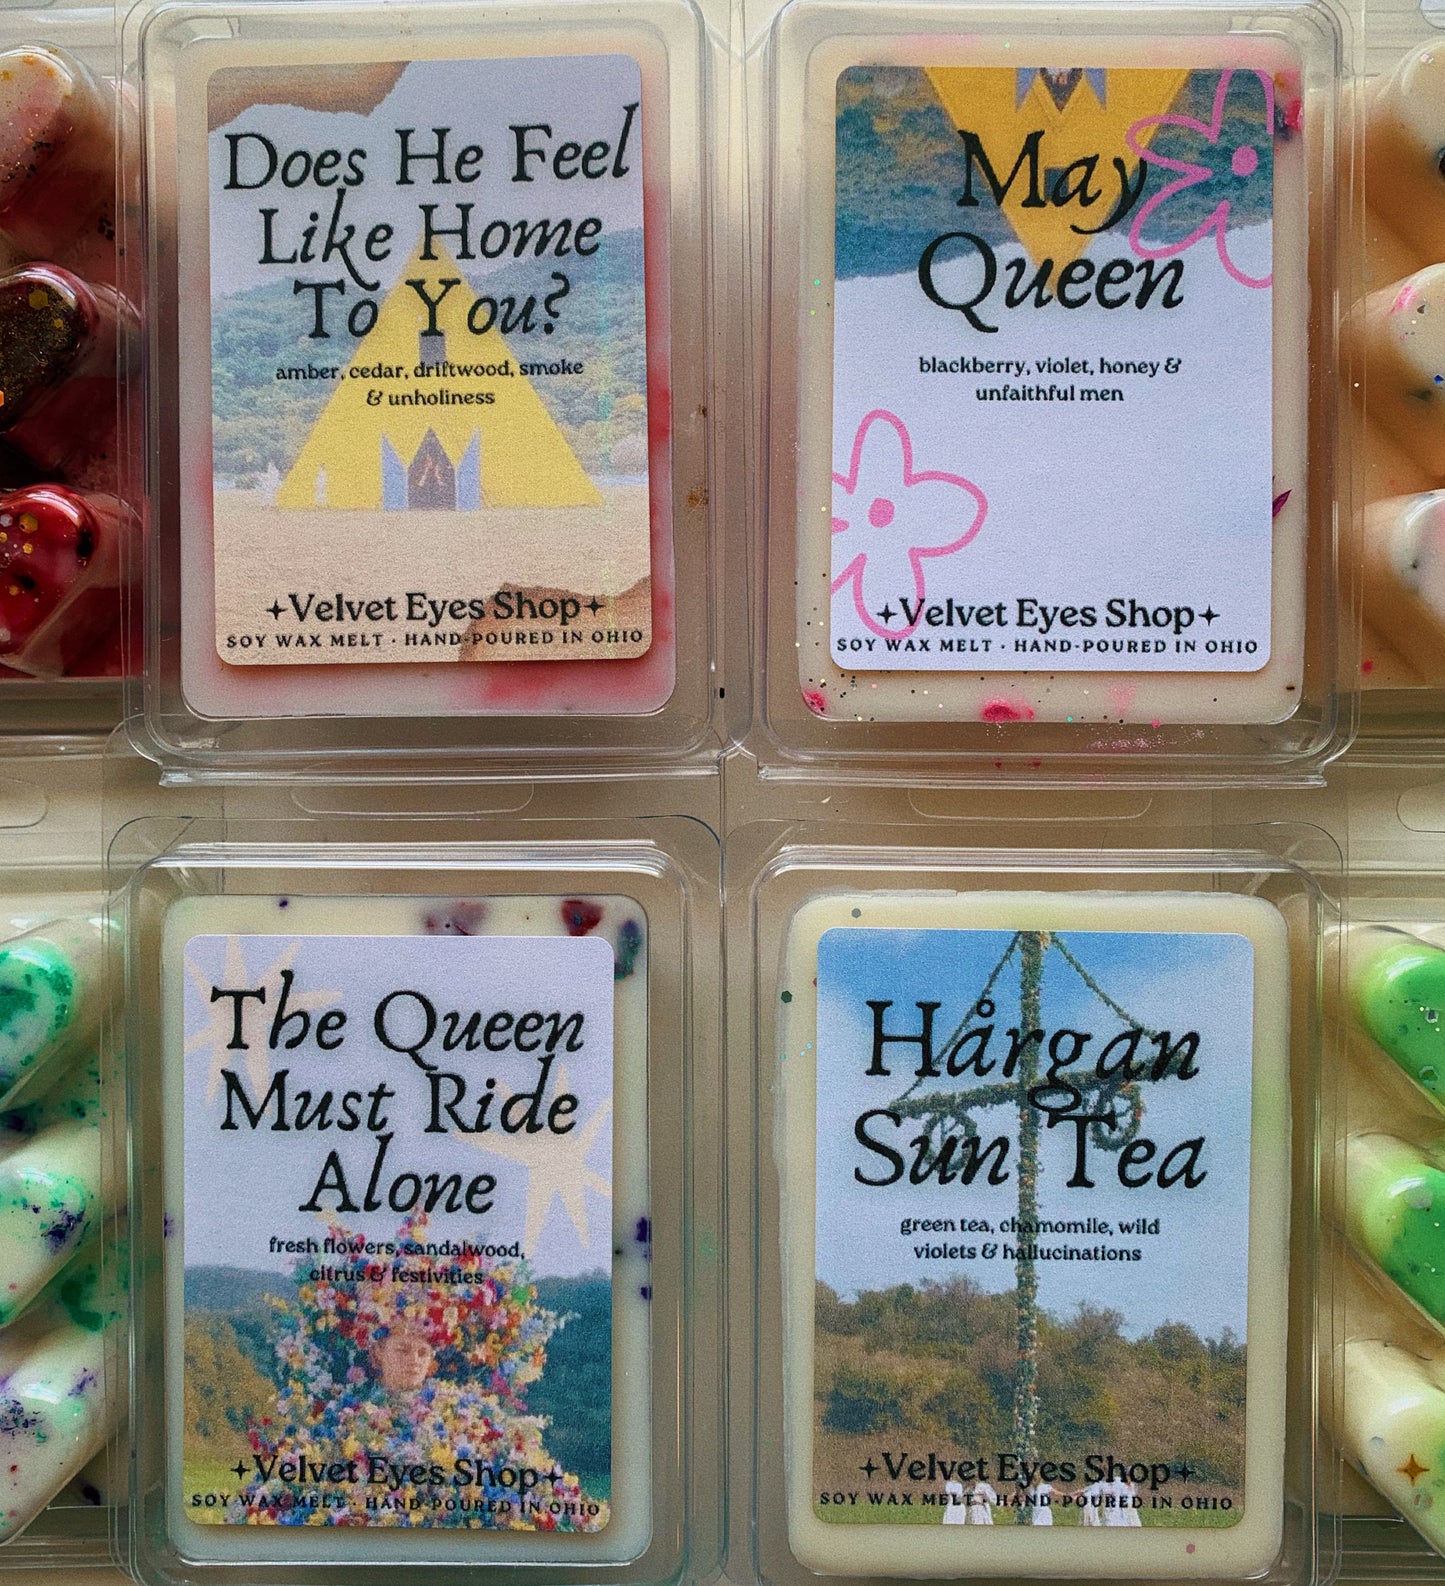 Does He Feel
Like Home
To You?
amber, cedar, driftwood, smoke
& unholiness
✦Velvet Eyes Shop✦
SOY WAX MELT · HAND-POURED IN OHIO
May
Queen
blackberry, violet, honey &
unfaithful men
✦Velvet Eyes Shop✦
SOY WAX MELT · HAND-POURED IN OHIO
The Queen
Must Ride
Alone
fresh flowers, sandalwood,
citrus & festivities
✦Velvet Eyes Shop✦
SOY WAX MELT · HAND-POURED IN OHIO
Hårgan
Sun Tea
green tea, chamomile, wild
violets & hallucinations
✦Velvet Eyes Shop✦
SOY WAX MELT · HAND-POURED IN OHIO